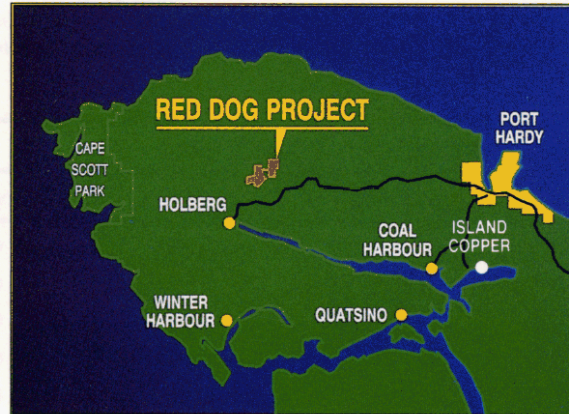 RED DOG PROJECT
PORT
HARDY
CAPE
SCOTT
PARK
HOLBERG
COAL
HARBOUR
ISLAND
COPPER
WINTER
HARBOUR
QUATSINO